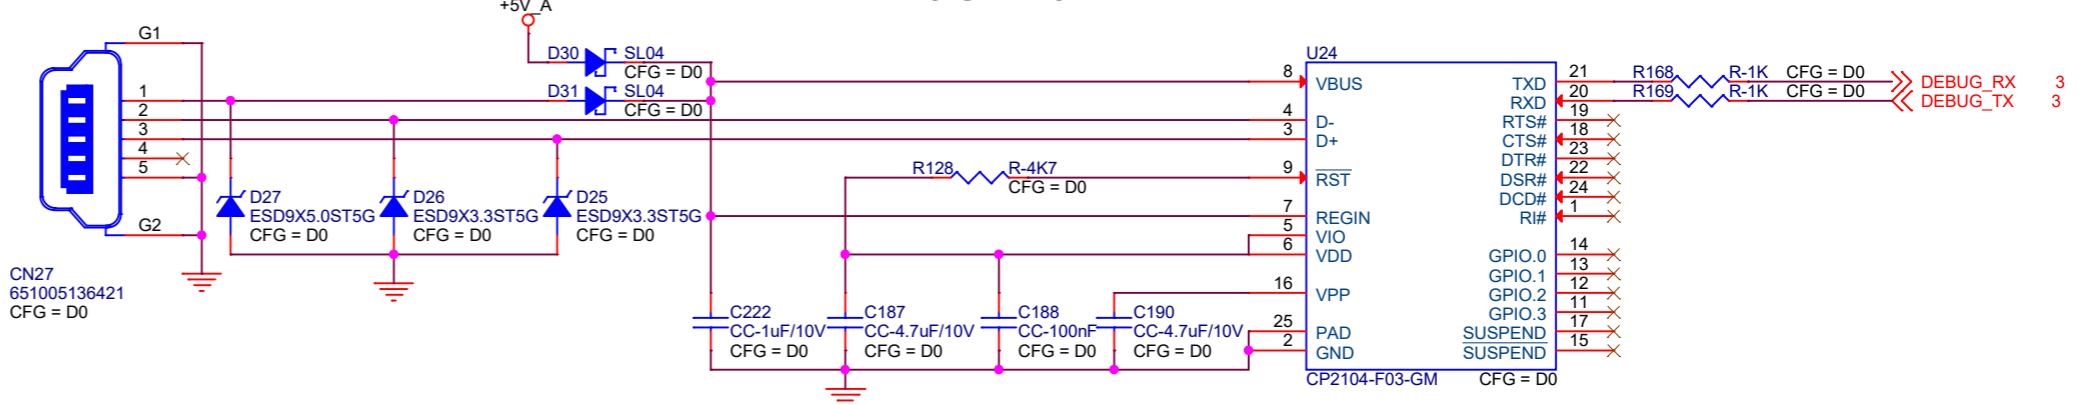 +5V_A
G1
1
2
3
4
5
G2
CN27
651005136421
CFG = D0
D27
ESD9X5.0ST5G
CFG = D0
D26
ESD9X3.3ST5G
CFG = D0
D25
ESD9X3.3ST5G
CFG = D0
D30 SL04
CFG = D0
D31 SL04
CFG = D0
R128 R-4K7
CFG = D0
C222
CC-1uF/10V
CFG = D0
C187
CC-4.7uF/10V
CFG = D0
C188
CC-100nF
CFG = D0
C190
CC-4.7uF/10V
CFG = D0
U24
8 VBUS
4 D-
3 D+
9 RST
7 REGIN
5 VIO
6 VDD
16 VPP
25 PAD
2 GND
TXD 21
RXD 20
RTS# 19
CTS# 18
DTR# 23
DSR# 22
DCD# 24
RI# 1
GPIO.0 14
GPIO.1 13
GPIO.2 12
GPIO.3 11
SUSPEND 17
SUSPEND 15
CP2104-F03-GM CFG = D0
R168 R-1K CFG = D0 DEBUG_RX 3
R169 R-1K CFG = D0 DEBUG_TX 3